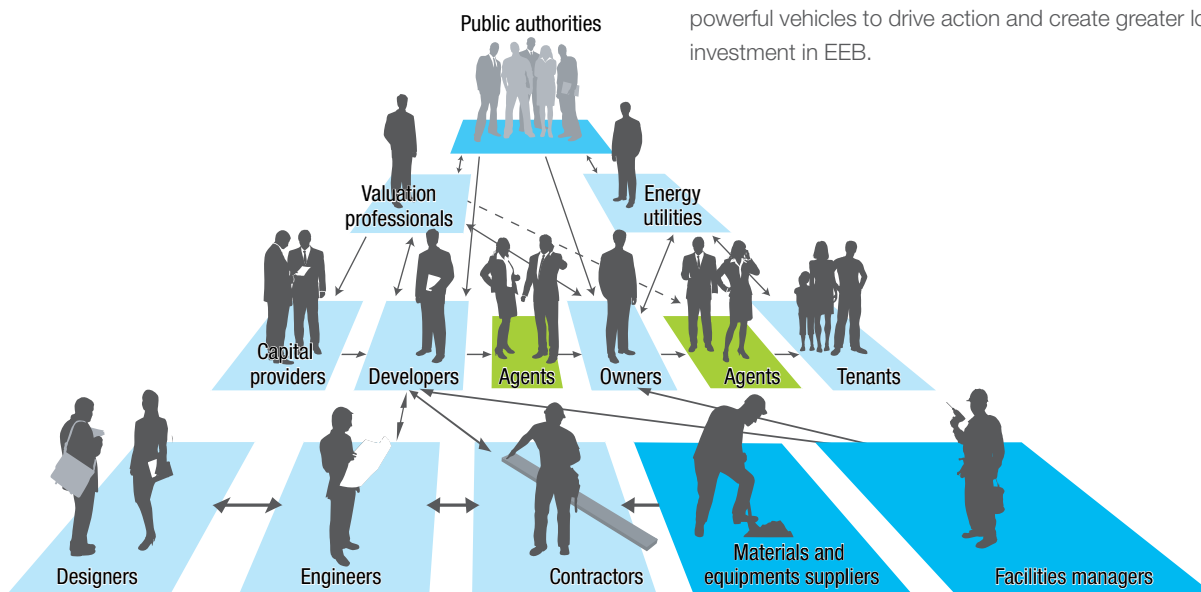 powerful vehicles to drive action and create greater
investment in EEB.
Public authorities
Valuation
professionals
Energy
utilities
Capital
providers
Developers
Agents
Owners
Agents
Tenants
Designers
Engineers
Contractors
Materials and
equipments suppliers
Facilities managers